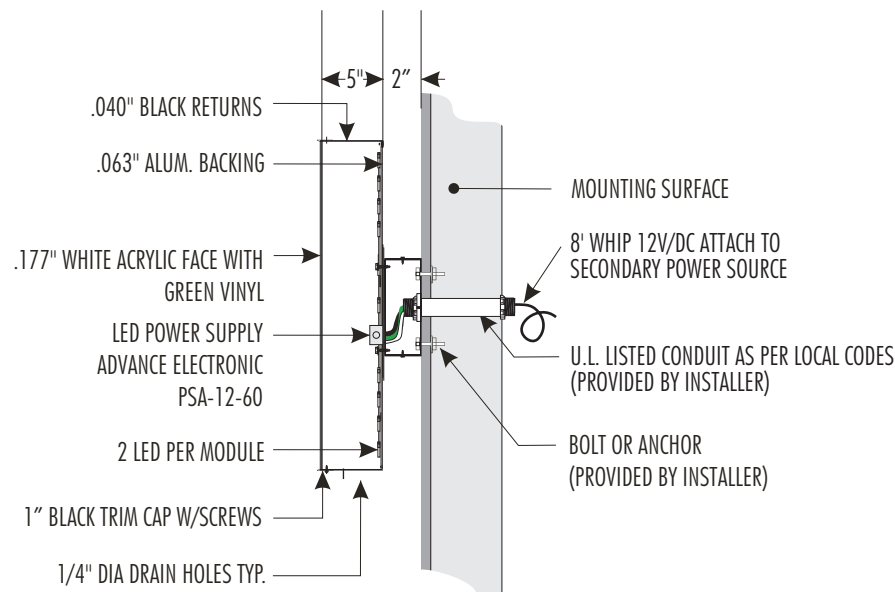 5" 2"
.040" BLACK RETURNS
.063" ALUM. BACKING
MOUNTING SURFACE
8' WHIP 12V/DC ATTACH TO
SECONDARY POWER SOURCE
.177" WHITE ACRYLIC FACE WITH
GREEN VINYL
LED POWER SUPPLY
ADVANCE ELECTRONIC
PSA-12-60
U.L. LISTED CONDUIT AS PER LOCAL CODES
(PROVIDED BY INSTALLER)
2 LED PER MODULE
BOLT OR ANCHOR
(PROVIDED BY INSTALLER)
1" BLACK TRIM CAP W/SCREWS
1/4" DIA DRAIN HOLES TYP.